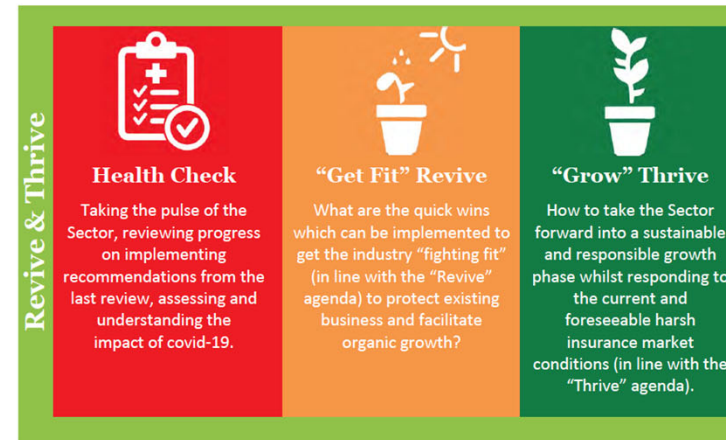 Revive & Thrive
Health Check
Taking the pulse of the
Sector, reviewing progress
on implementing
recommendations from the
last review, assessing and
understanding the
impact of covid-19.
“Get Fit” Revive
What are the quick wins
which can be implemented to
get the industry “fighting fit”
(in line with the “Revive”
agenda) to protect existing
business and facilitate
organic growth?
“Grow” Thrive
How to take the Sector
forward into a sustainable
and responsible growth
phase whilst responding to
the current and
foreseeable harsh
insurance market
conditions (in line with the
“Thrive” agenda).